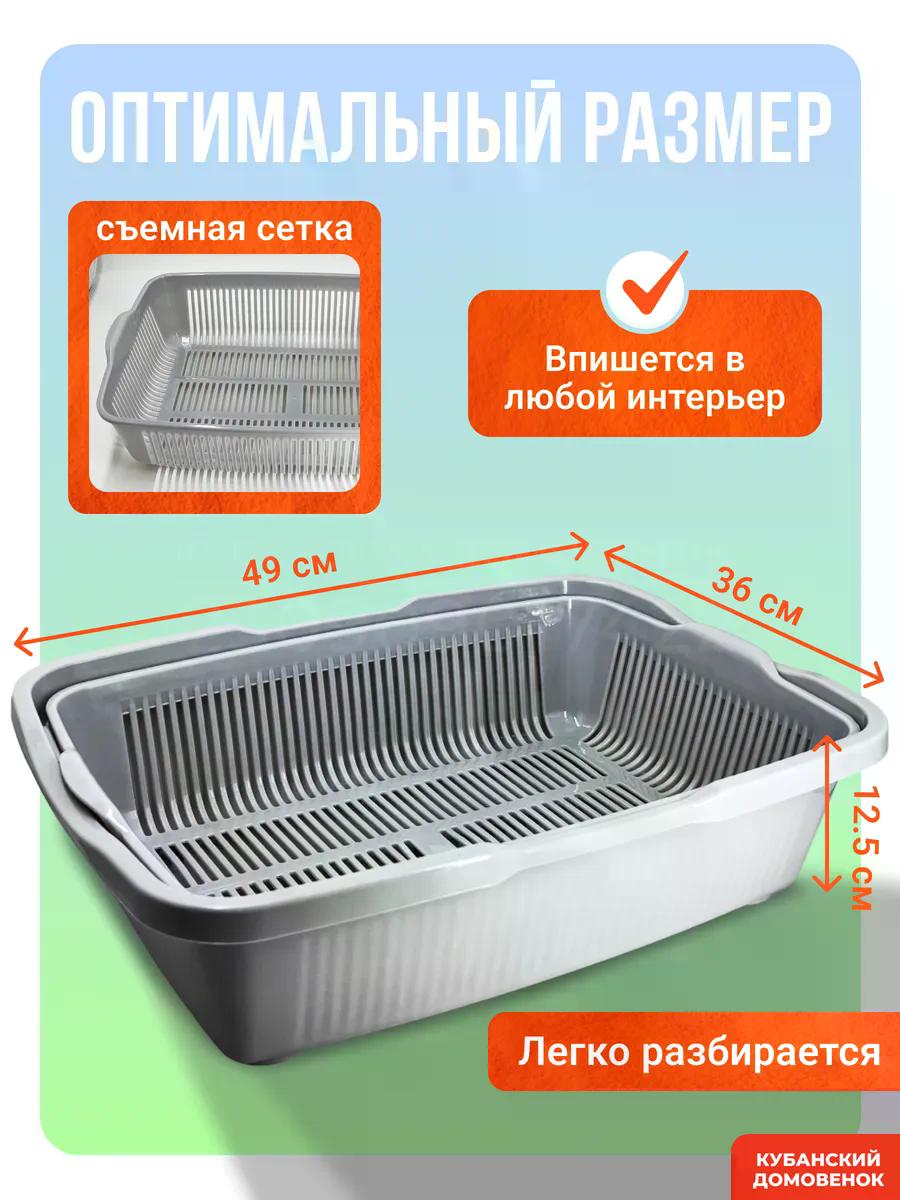 ОПТИМАЛЬНЫЙ РАЗМЕР
съемная сетка
Впишется в
любой интерьер
49 см
36 см
12.5 см
Легко разбирается
КУБАНСКИЙ
ДОМОВЕНОК